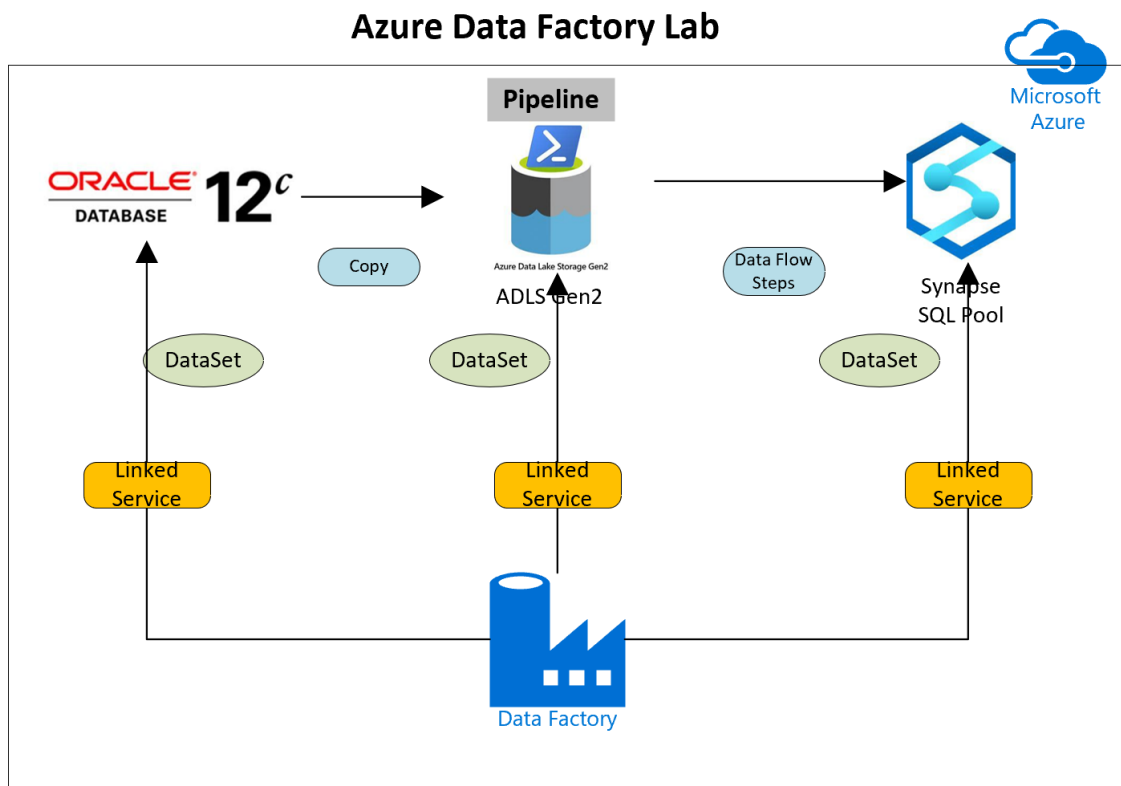 Azure Data Factory Lab
Microsoft
Azure
Pipeline
ORACLE®
DATABASE
12c
Azure Data Lake Storage Gen2
ADLS Gen2
Copy
Data Flow
Steps
Synapse
SQL Pool
DataSet
DataSet
DataSet
Linked
Service
Linked
Service
Linked
Service
Data Factory